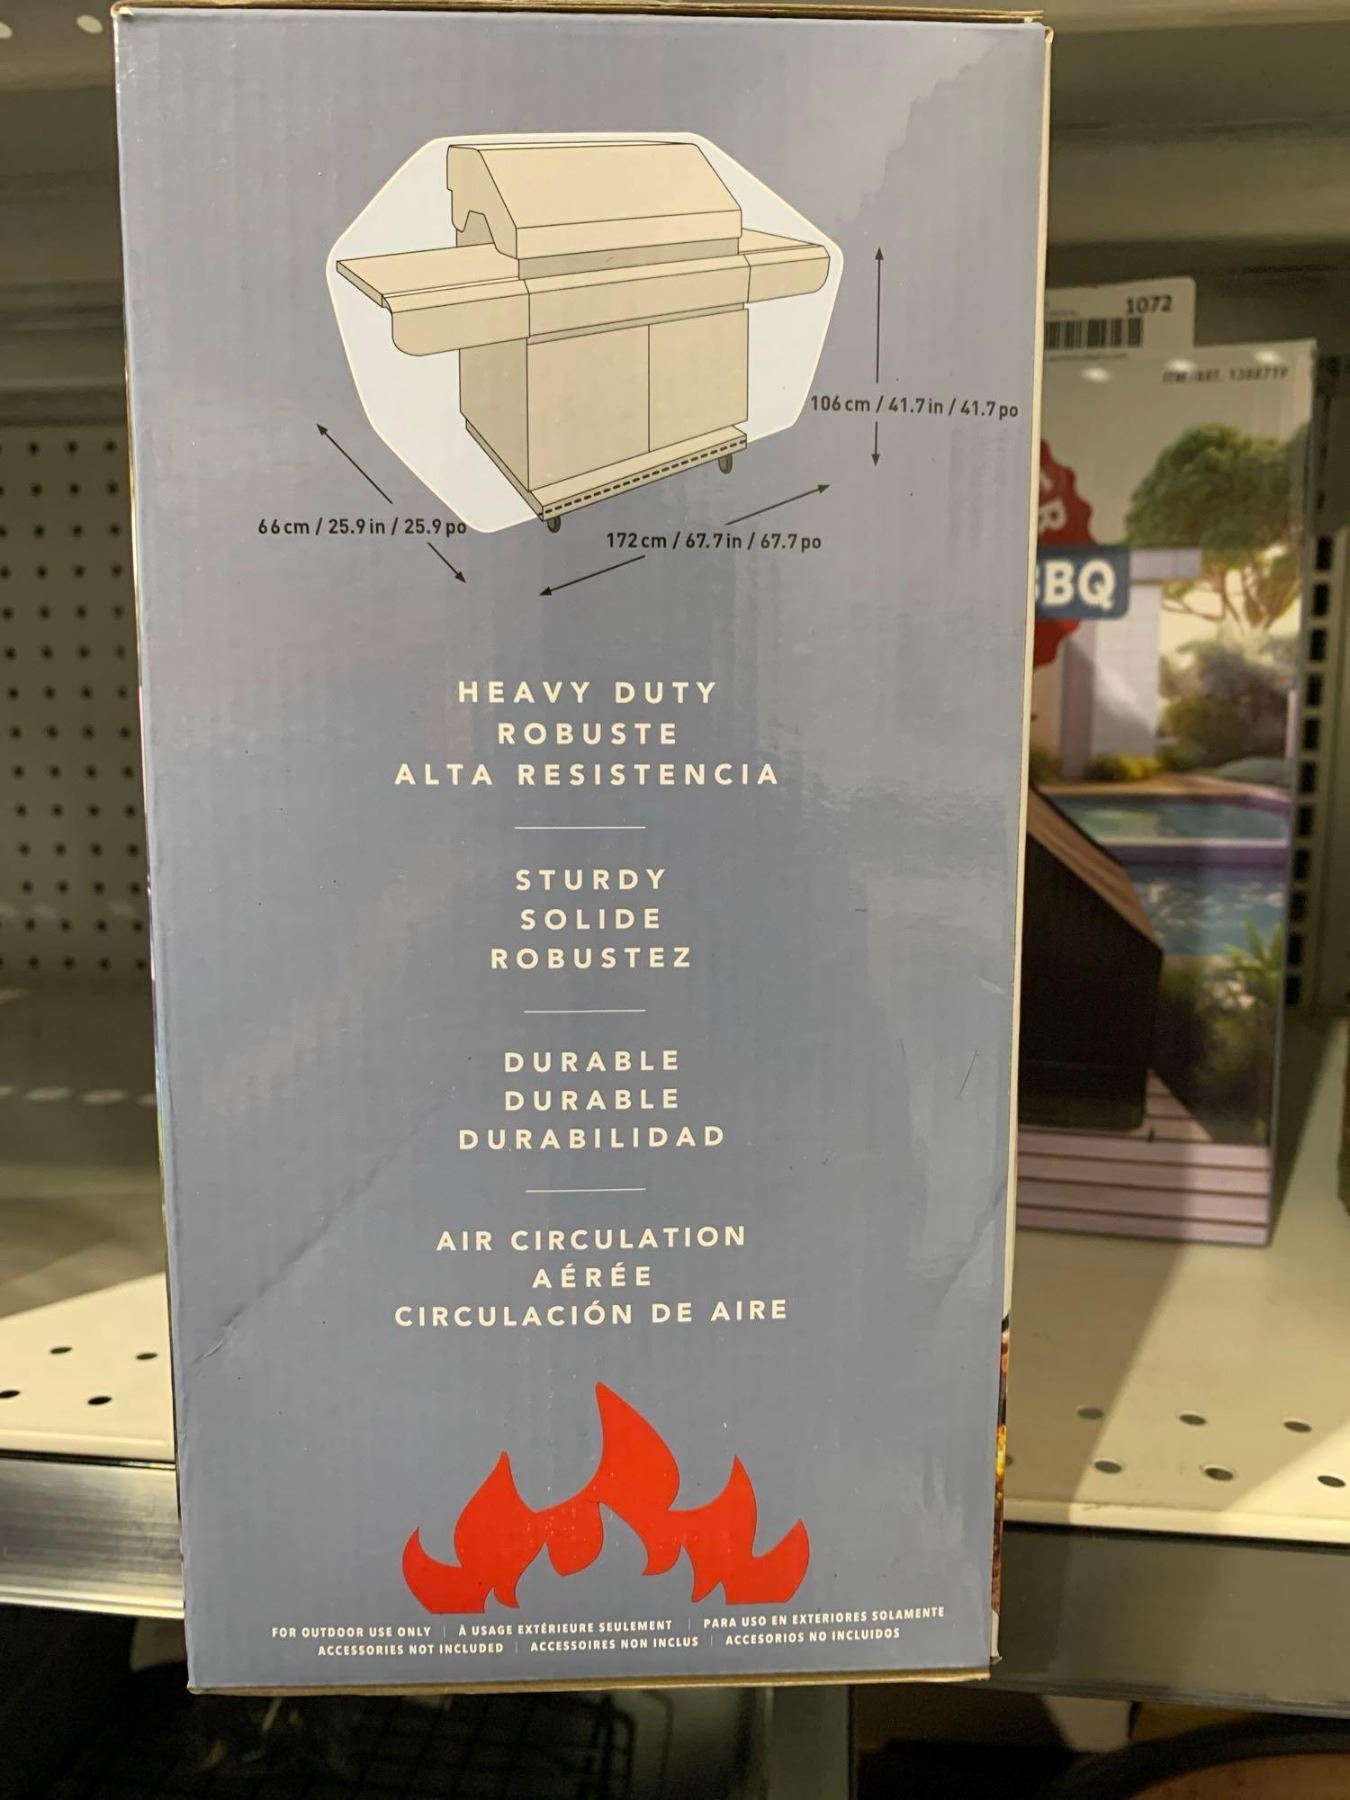 1072
ITM./ART. 1388719
106 cm / 41.7 in / 41.7 po
66 cm / 25.9 in / 25.9 po
172 cm / 67.7 in / 67.7 po
BBQ
HEAVY DUTY
ROBUSTE
ALTA RESISTENCIA
STURDY
SOLIDE
ROBUSTEZ
DURABLE
DURABLE
DURABILIDAD
AIR CIRCULATION
AÉRÉE
CIRCULACIÓN DE AIRE
FOR OUTDOOR USE ONLY | À USAGE EXTÉRIEURE SEULEMENT | PARA USO EN EXTERIORES SOLAMENTE
ACCESSORIES NOT INCLUDED | ACCESSOIRES NON INCLUS | ACCESORIOS NO INCLUIDOS